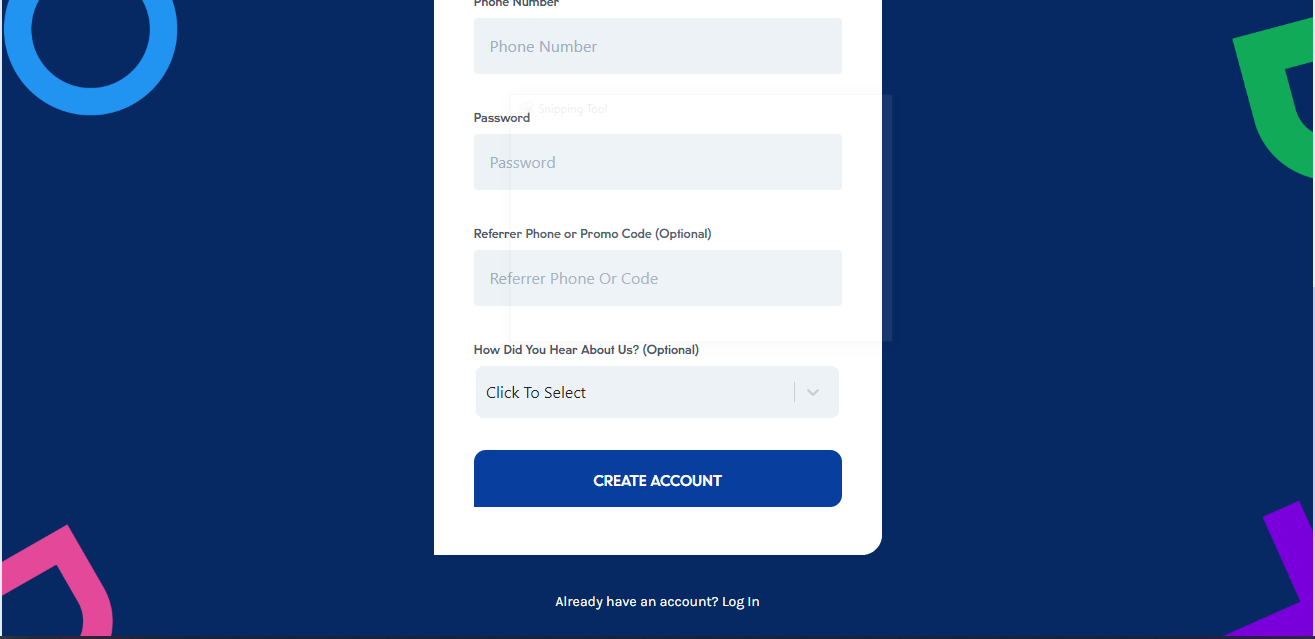 Phone Number
Phone Number
Snipping Tool
Password
Password
Referrer Phone or Promo Code (Optional)
Referrer Phone Or Code
How Did You Hear About Us? (Optional)
Click To Select
CREATE ACCOUNT
Already have an account? Log In